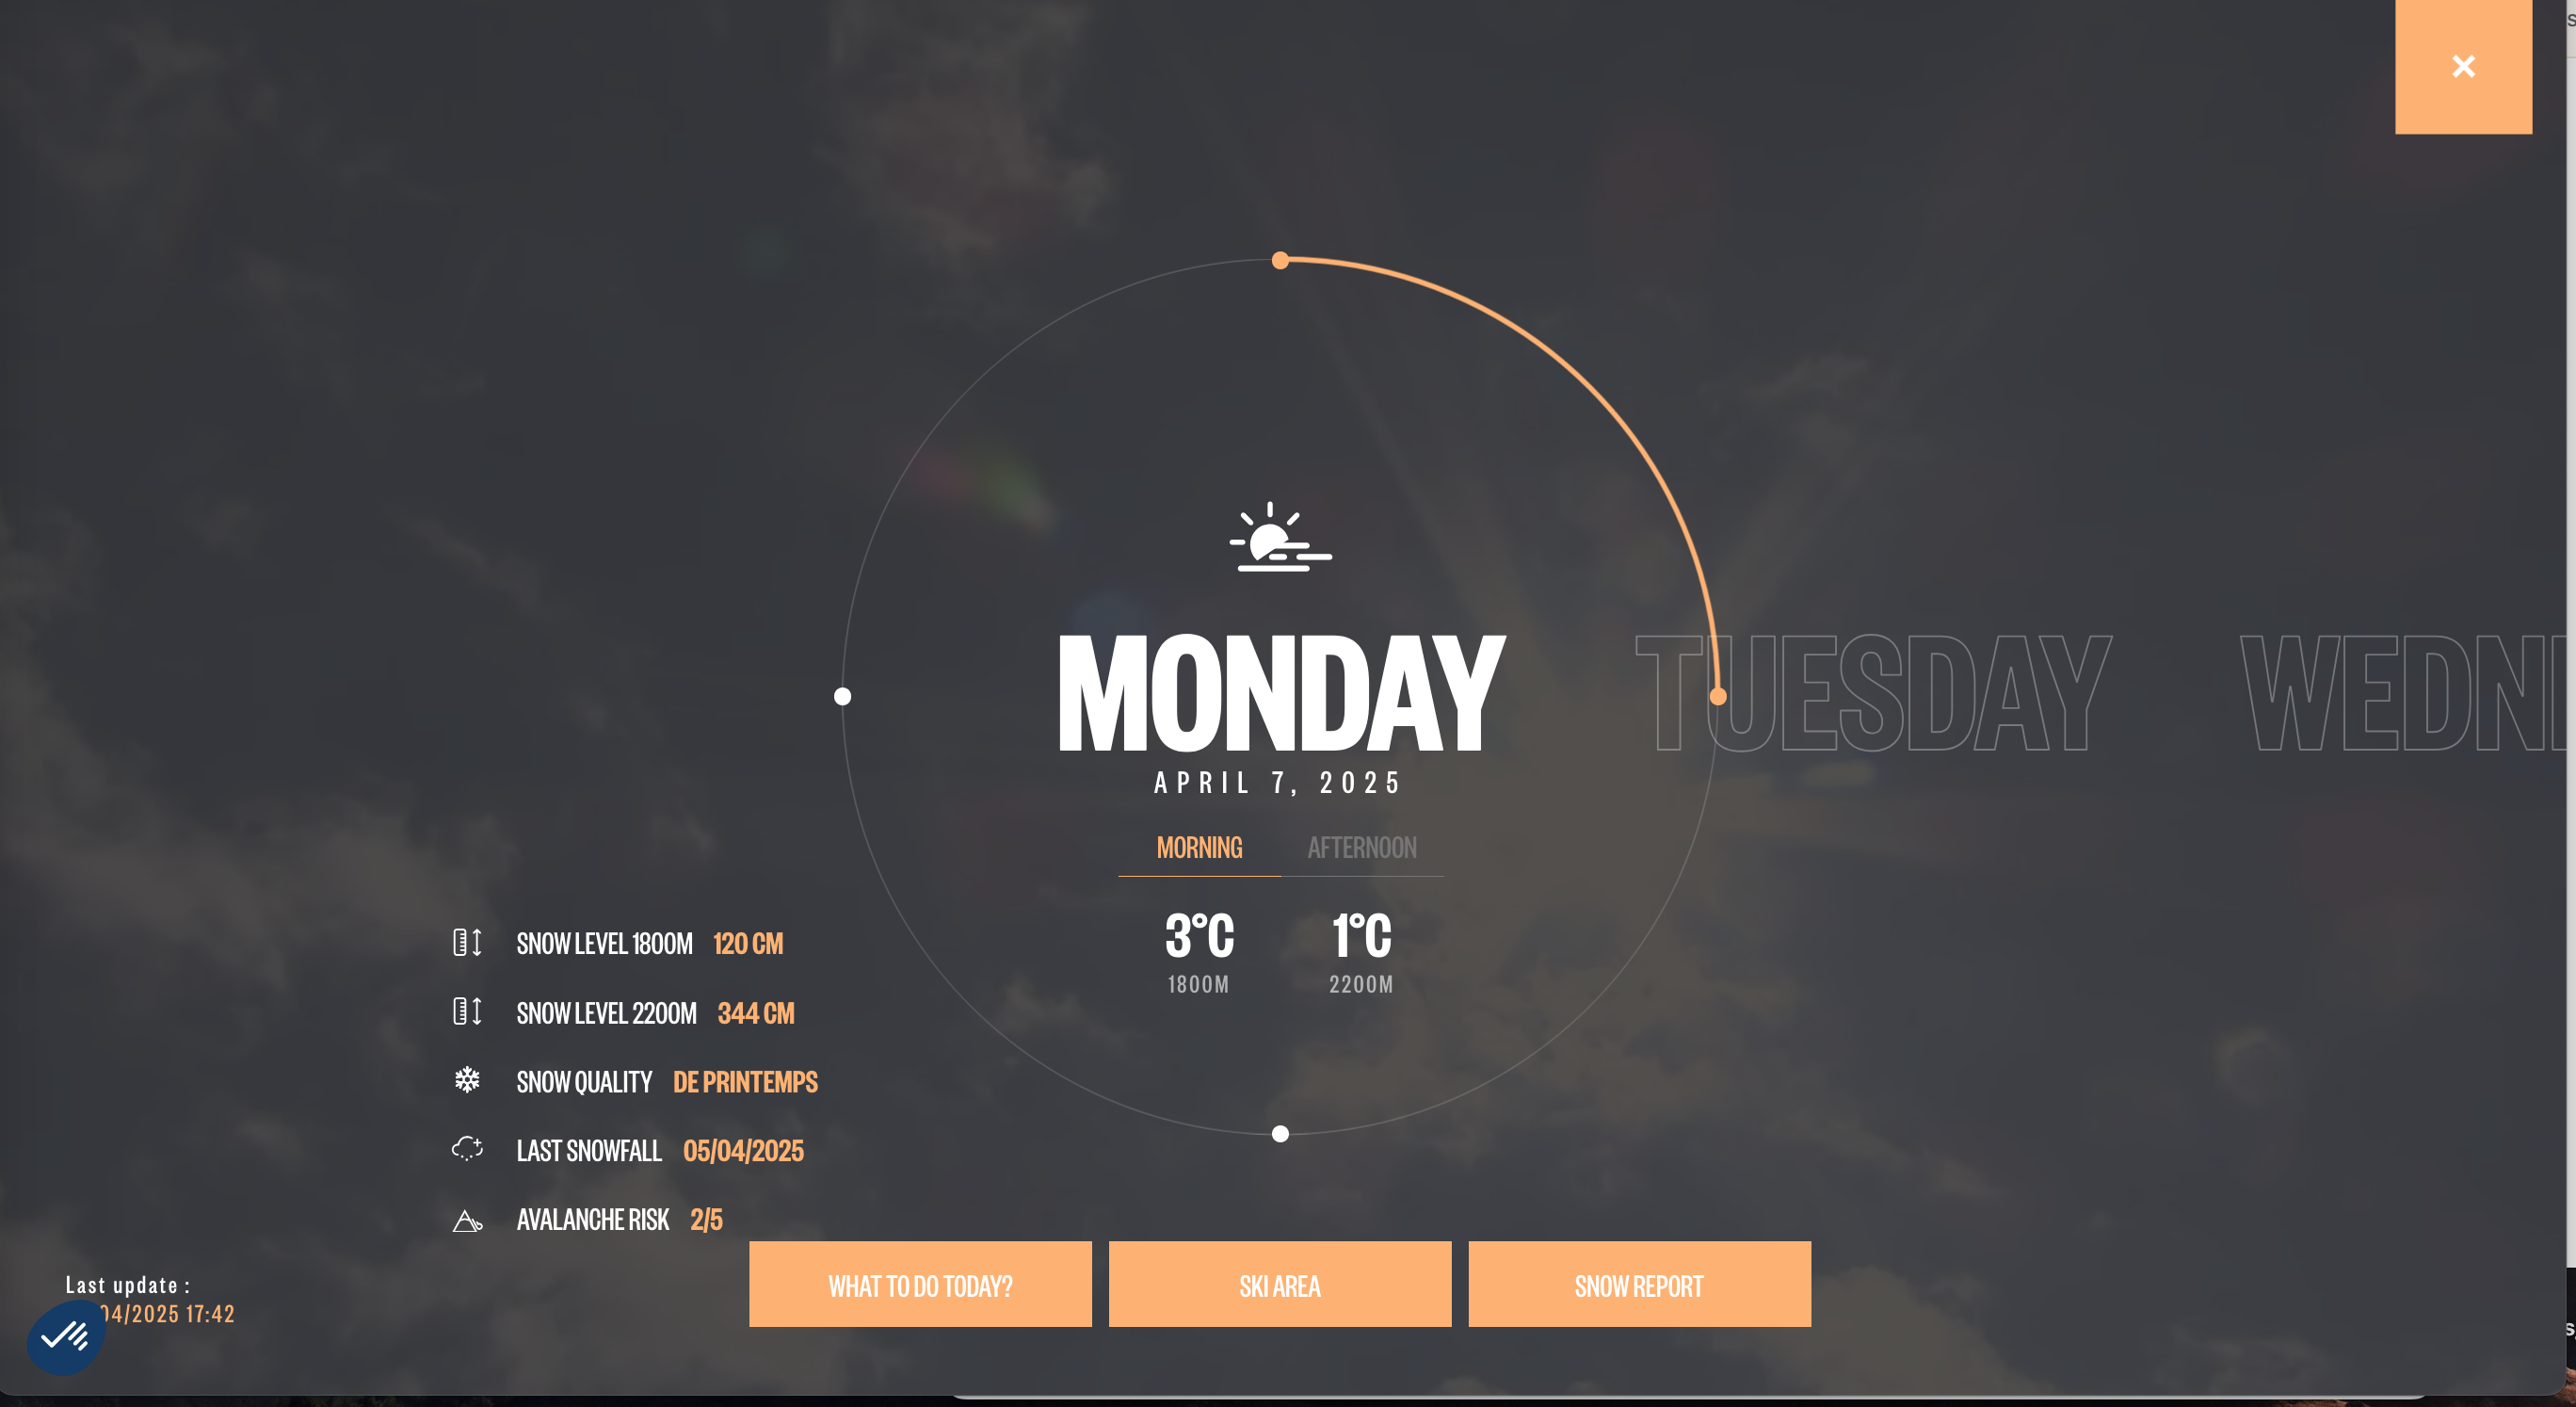 MONDAY
TUESDAY
APRIL 7, 2025
MORNING AFTERNOON
3°C 1°C
1800M 2200M
SNOW LEVEL 1800M 120 CM
SNOW LEVEL 2200M 344 CM
SNOW QUALITY DE PRINTEMPS
LAST SNOWFALL 05/04/2025
AVALANCHE RISK 2/5
Last update :
04/2025 17:42
WHAT TO DO TODAY? SKI AREA SNOW REPORT